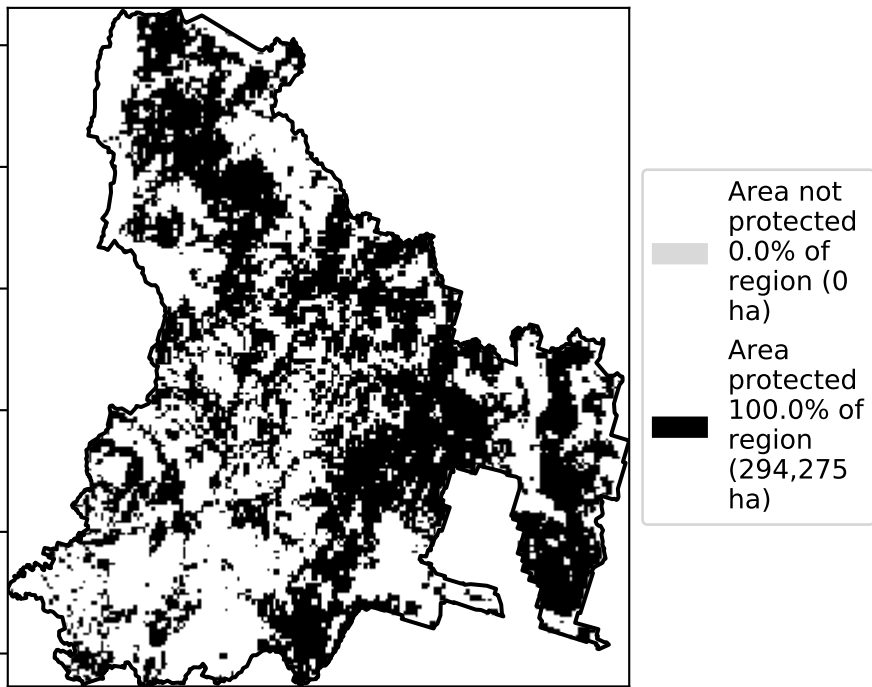 Area not
protected
0.0% of
region (0
ha)
Area
protected
100.0% of
region
(294,275
ha)